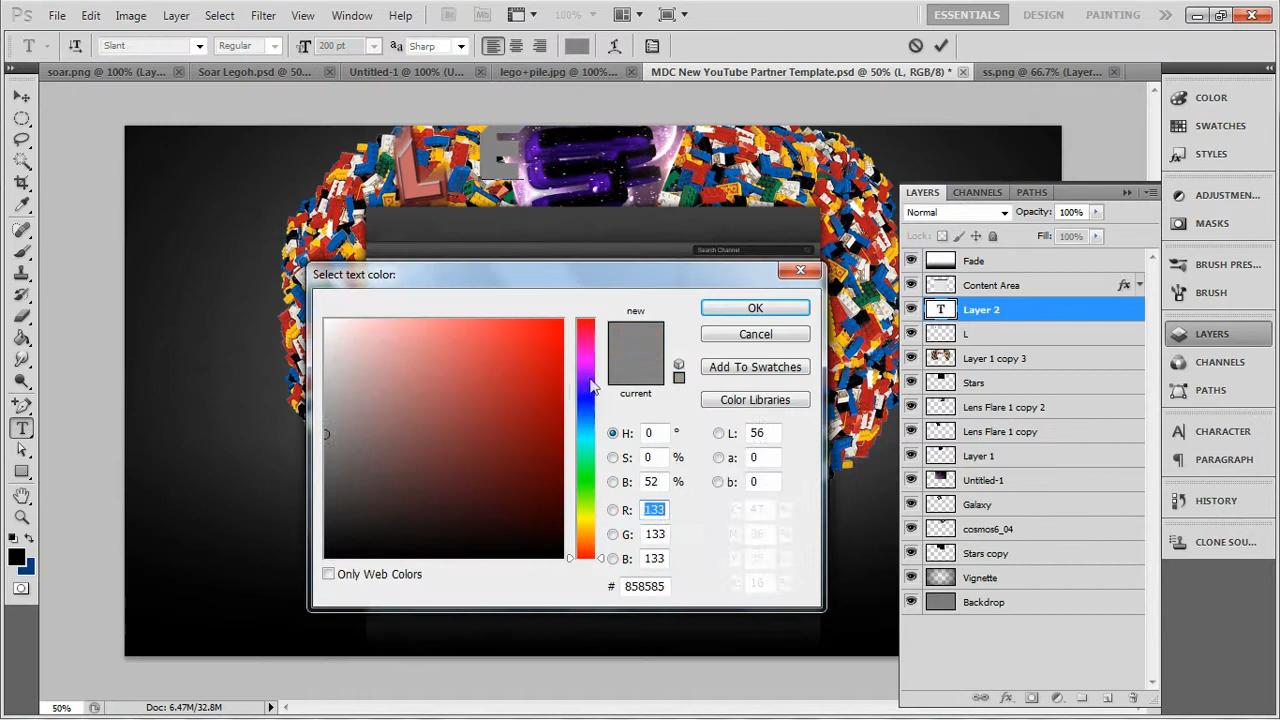 Ps File Edit Image Layer Select Filter View Window Help Br Mb 100% ESSENTIALS DESIGN PAINTING
T Slant Regular 200 pt aa Sharp
soar.png @ 100% (Lay... Soar Legoh.psd @ 50... Untitled-1 @ 100% (U... lego+pile.jpg @ 100%... MDC New YouTube Partner Template.psd @ 50% (L, RGB/8) * ss.png @ 66.7% (Layer...
L
Search Channel
Select text color:
new
current
OK
Cancel
Add To Swatches
Color Libraries
H: 0 ° L: 56
S: 0 % a: 0
B: 52 % b: 0
R: 133 47 %
G: 133
B: 133
Only Web Colors # 858585 16
LAYERS CHANNELS PATHS
Normal Opacity: 100%
Lock: Fill: 100%
Fade
Content Area fx
T Layer 2
L
Layer 1 copy 3
Stars
Lens Flare 1 copy 2
Lens Flare 1 copy
Layer 1
Untitled-1
Galaxy
cosmos6_04
Stars copy
Vignette
Backdrop
COLOR
SWATCHES
STYLES
ADJUSTMEN...
MASKS
BRUSH PRES...
BRUSH
LAYERS
CHANNELS
PATHS
CHARACTER
PARAGRAPH
HISTORY
CLONE SOU...
50% Doc: 6.47M/32.8M